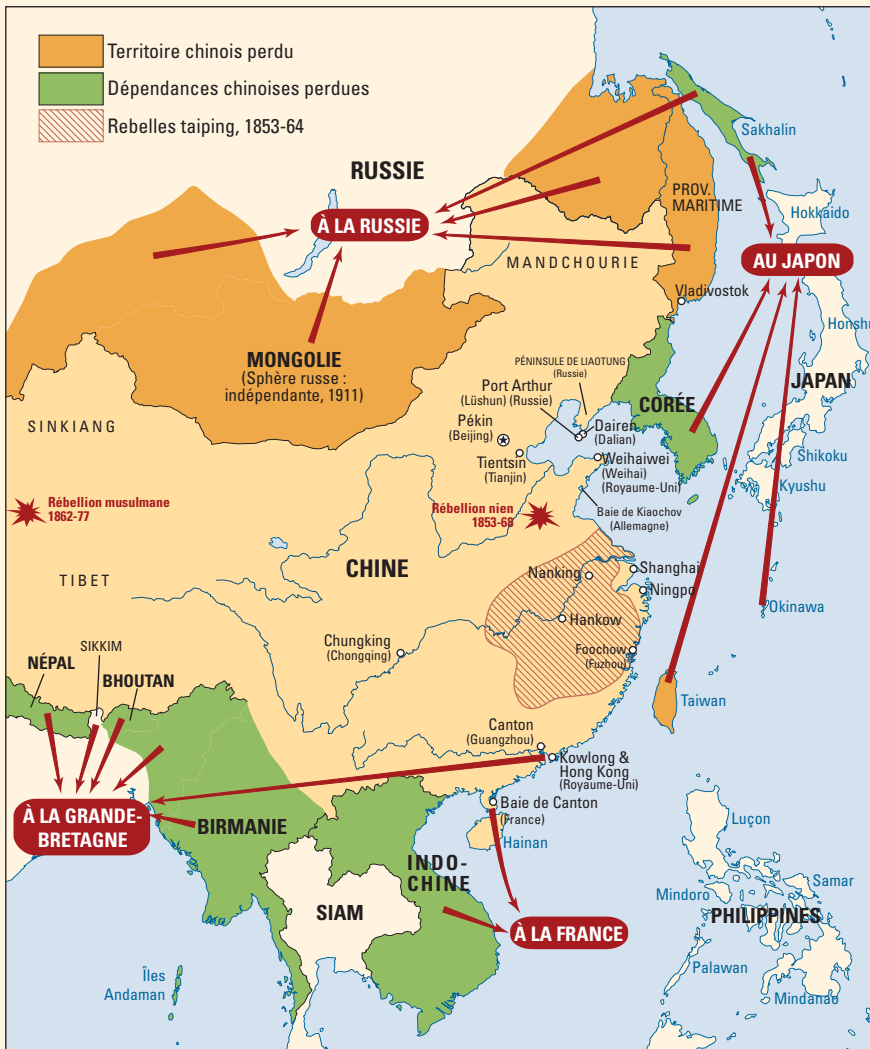 Territoire chinois perdu
Dépendances chinoises perdues
Rebelles taiping, 1853-64
RUSSIE
À LA RUSSIE
Sakhalin
PROV.
MARITIME
Hokkaido
AU JAPON
MANDCHOURIE
Vladivostok
Honshu
MONGOLIE
(Sphère russe :
indépendante, 1911)
PÉNINSULE DE LIAOTUNG
(Russie)
Port Arthur
(Lüshun) (Russie)
CORÉE
JAPAN
SINKIANG
Pékin
(Beijing)
Dairen
(Dalian)
Tientsin
(Tianjin)
Weihaiwei
(Weihai)
(Royaume-Uni)
Shikoku
Kyushu
Rébellion musulmane
1862-77
Rébellion nien
1853-68
Baie de Kiaochov
(Allemagne)
CHINE
TIBET
Nanking
Shanghai
Ningpo
Okinawa
Hankow
Chungking
(Chongqing)
Foochow
(Fuzhou)
SIKKIM
NÉPAL
BHOUTAN
Taiwan
Canton
(Guangzhou)
Kowlong &
Hong Kong
(Royaume-Uni)
À LA GRANDE-
BRETAGNE
BIRMANIE
Baie de Canton
(France)
Hainan
Luçon
INDO-
CHINE
SIAM
À LA FRANCE
Mindoro
Samar
PHILIPPINES
Îles
Andaman
Palawan
Mindanao